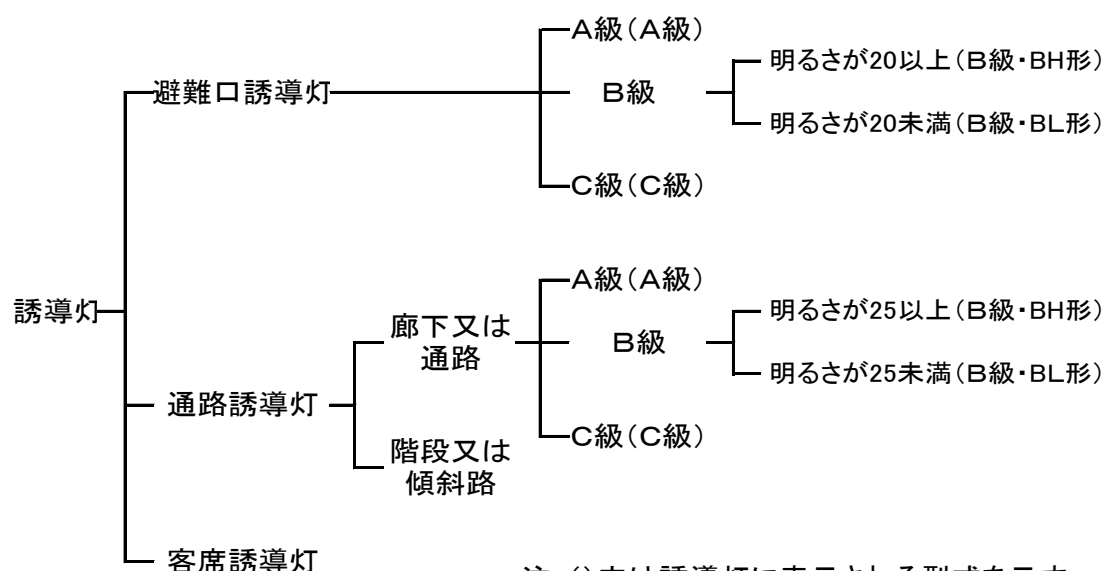 誘導灯
避難口誘導灯
A級（A級）
B級
明るさが20以上（B級・BH形）
明るさが20未満（B級・BL形）
C級（C級）
通路誘導灯
廊下又は
通路
A級（A級）
B級
明るさが25以上（B級・BH形）
明るさが25未満（B級・BL形）
C級（C級）
階段又は
傾斜路
客席誘導灯